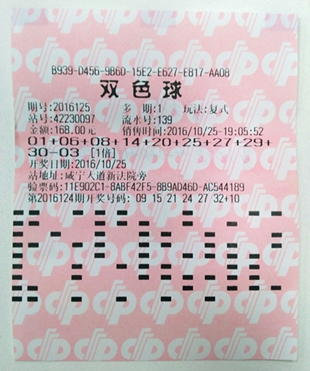 B939-D456-9B6D-15E2-E627-E817-AA08
双色球
期号:2016125 多期:1 玩法:复式
站号:42230097 流水号:139
金额:168.00元 销售时间:2016/10/25-19:05:52
01+06+08+14+20+25+27+29+
30-03 [1倍]
开奖日期:2016/10/25
站地址:咸宁大道新法院旁
验票码:11E902C1-8ABF42F5-8B9AD46D-AC544189
第2016124期开奖号码: 09 15 21 24 27 32+10